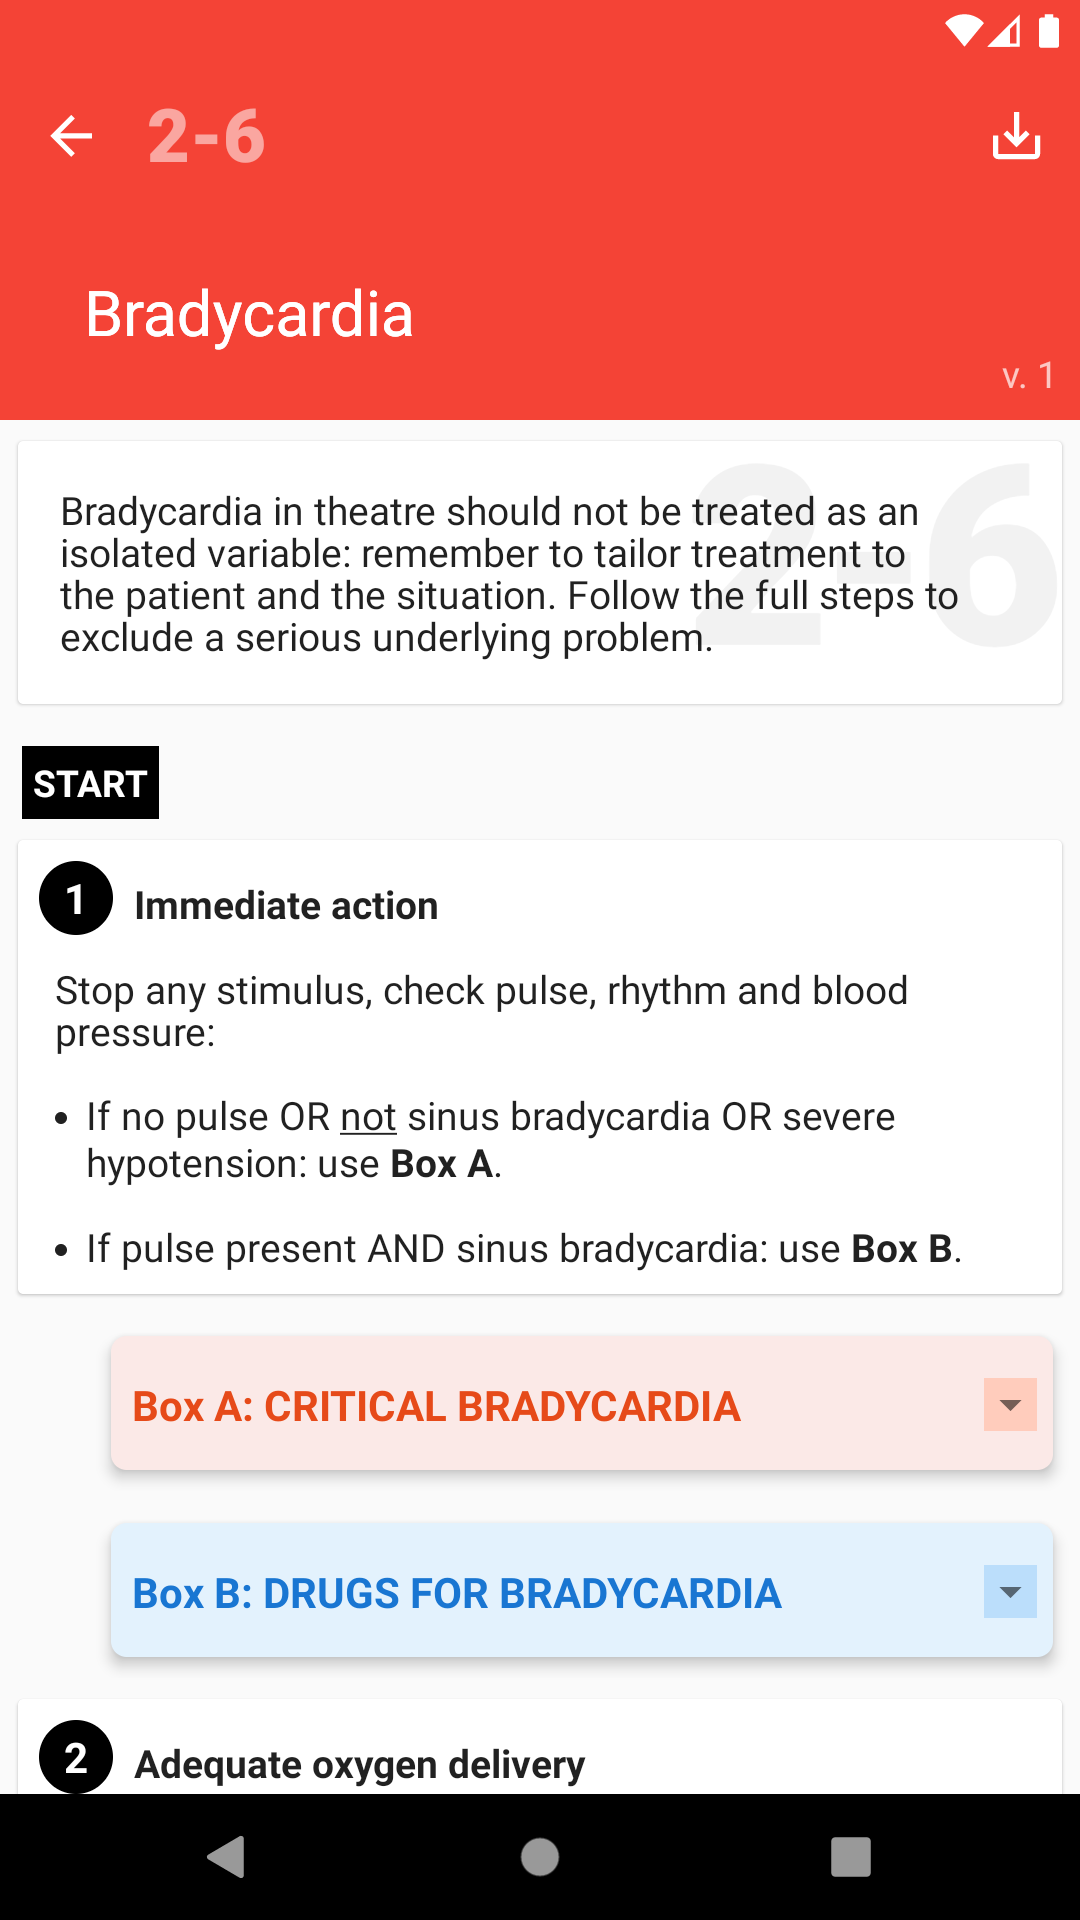 2-6
Bradycardia
v. 1
2-6
Bradycardia in theatre should not be treated as an
isolated variable: remember to tailor treatment to
the patient and the situation. Follow the full steps to
exclude a serious underlying problem.
START
1 Immediate action
Stop any stimulus, check pulse, rhythm and blood
pressure:
• If no pulse OR not sinus bradycardia OR severe
hypotension: use Box A.
• If pulse present AND sinus bradycardia: use Box B.
Box A: CRITICAL BRADYCARDIA
Box B: DRUGS FOR BRADYCARDIA
2 Adequate oxygen delivery